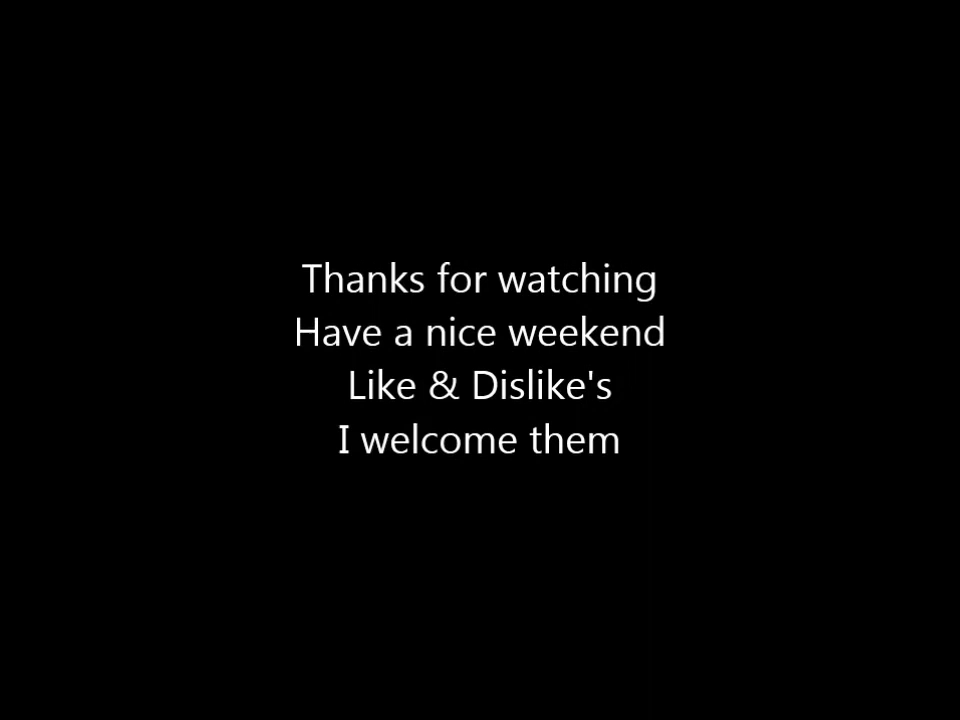 Thanks for watching
Have a nice weekend
Like & Dislike's
I welcome them